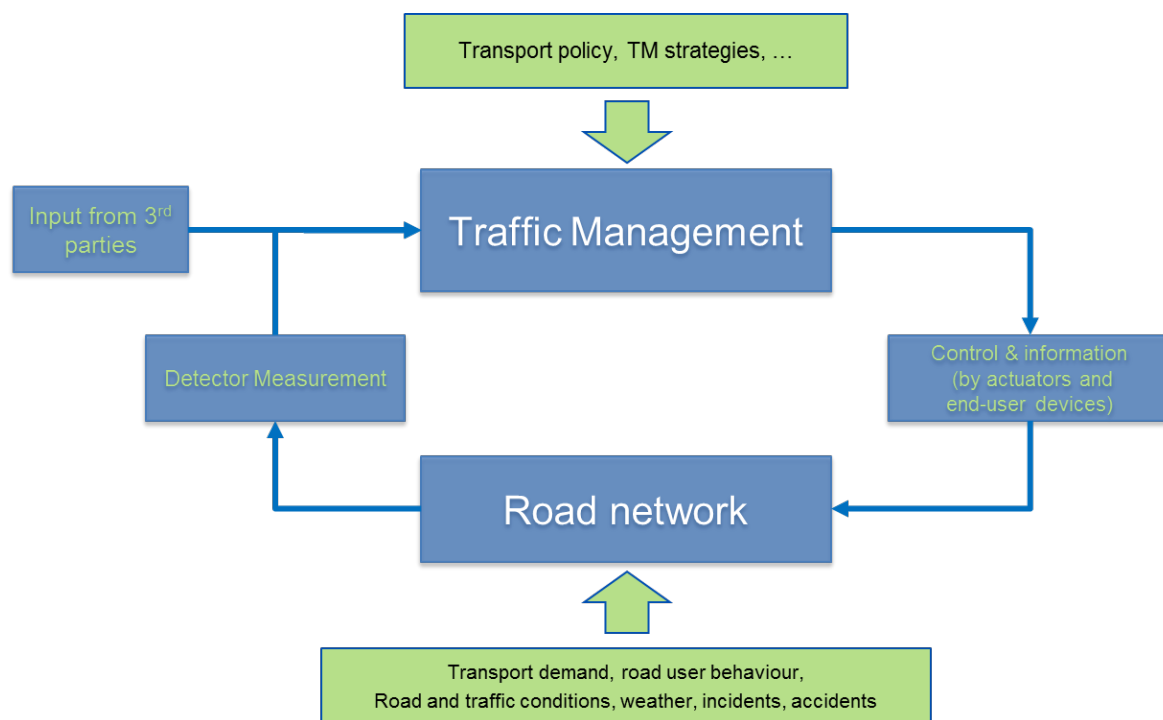 Transport policy, TM strategies, …
Input from 3rd
parties
Traffic Management
Detector Measurement
Control & information
(by actuators and
end-user devices)
Road network
Transport demand, road user behaviour,
Road and traffic conditions, weather, incidents, accidents